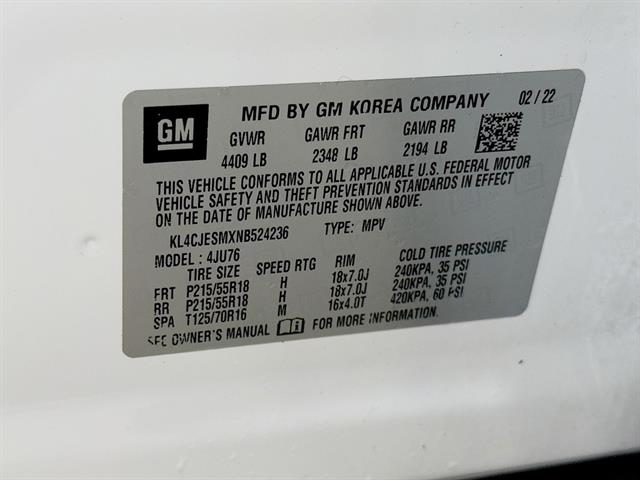 GM
MFD BY GM KOREA COMPANY 02 / 22
GVWR GAWR FRT GAWR RR
4409 LB 2348 LB 2194 LB
THIS VEHICLE CONFORMS TO ALL APPLICABLE U.S. FEDERAL MOTOR
VEHICLE SAFETY AND THEFT PREVENTION STANDARDS IN EFFECT
ON THE DATE OF MANUFACTURE SHOWN ABOVE.
KL4CJESMXNB524236 TYPE: MPV
MODEL : 4JU76
TIRE SIZE SPEED RTG RIM COLD TIRE PRESSURE
FRT P215/55R18 H 18x7.0J 240KPA, 35 PSI
RR P215/55R18 H 18x7.0J 240KPA, 35 PSI
SPA T125/70R16 M 16x4.0T 420KPA, 60 PSI
SEE OWNER'S MANUAL FOR MORE INFORMATION.